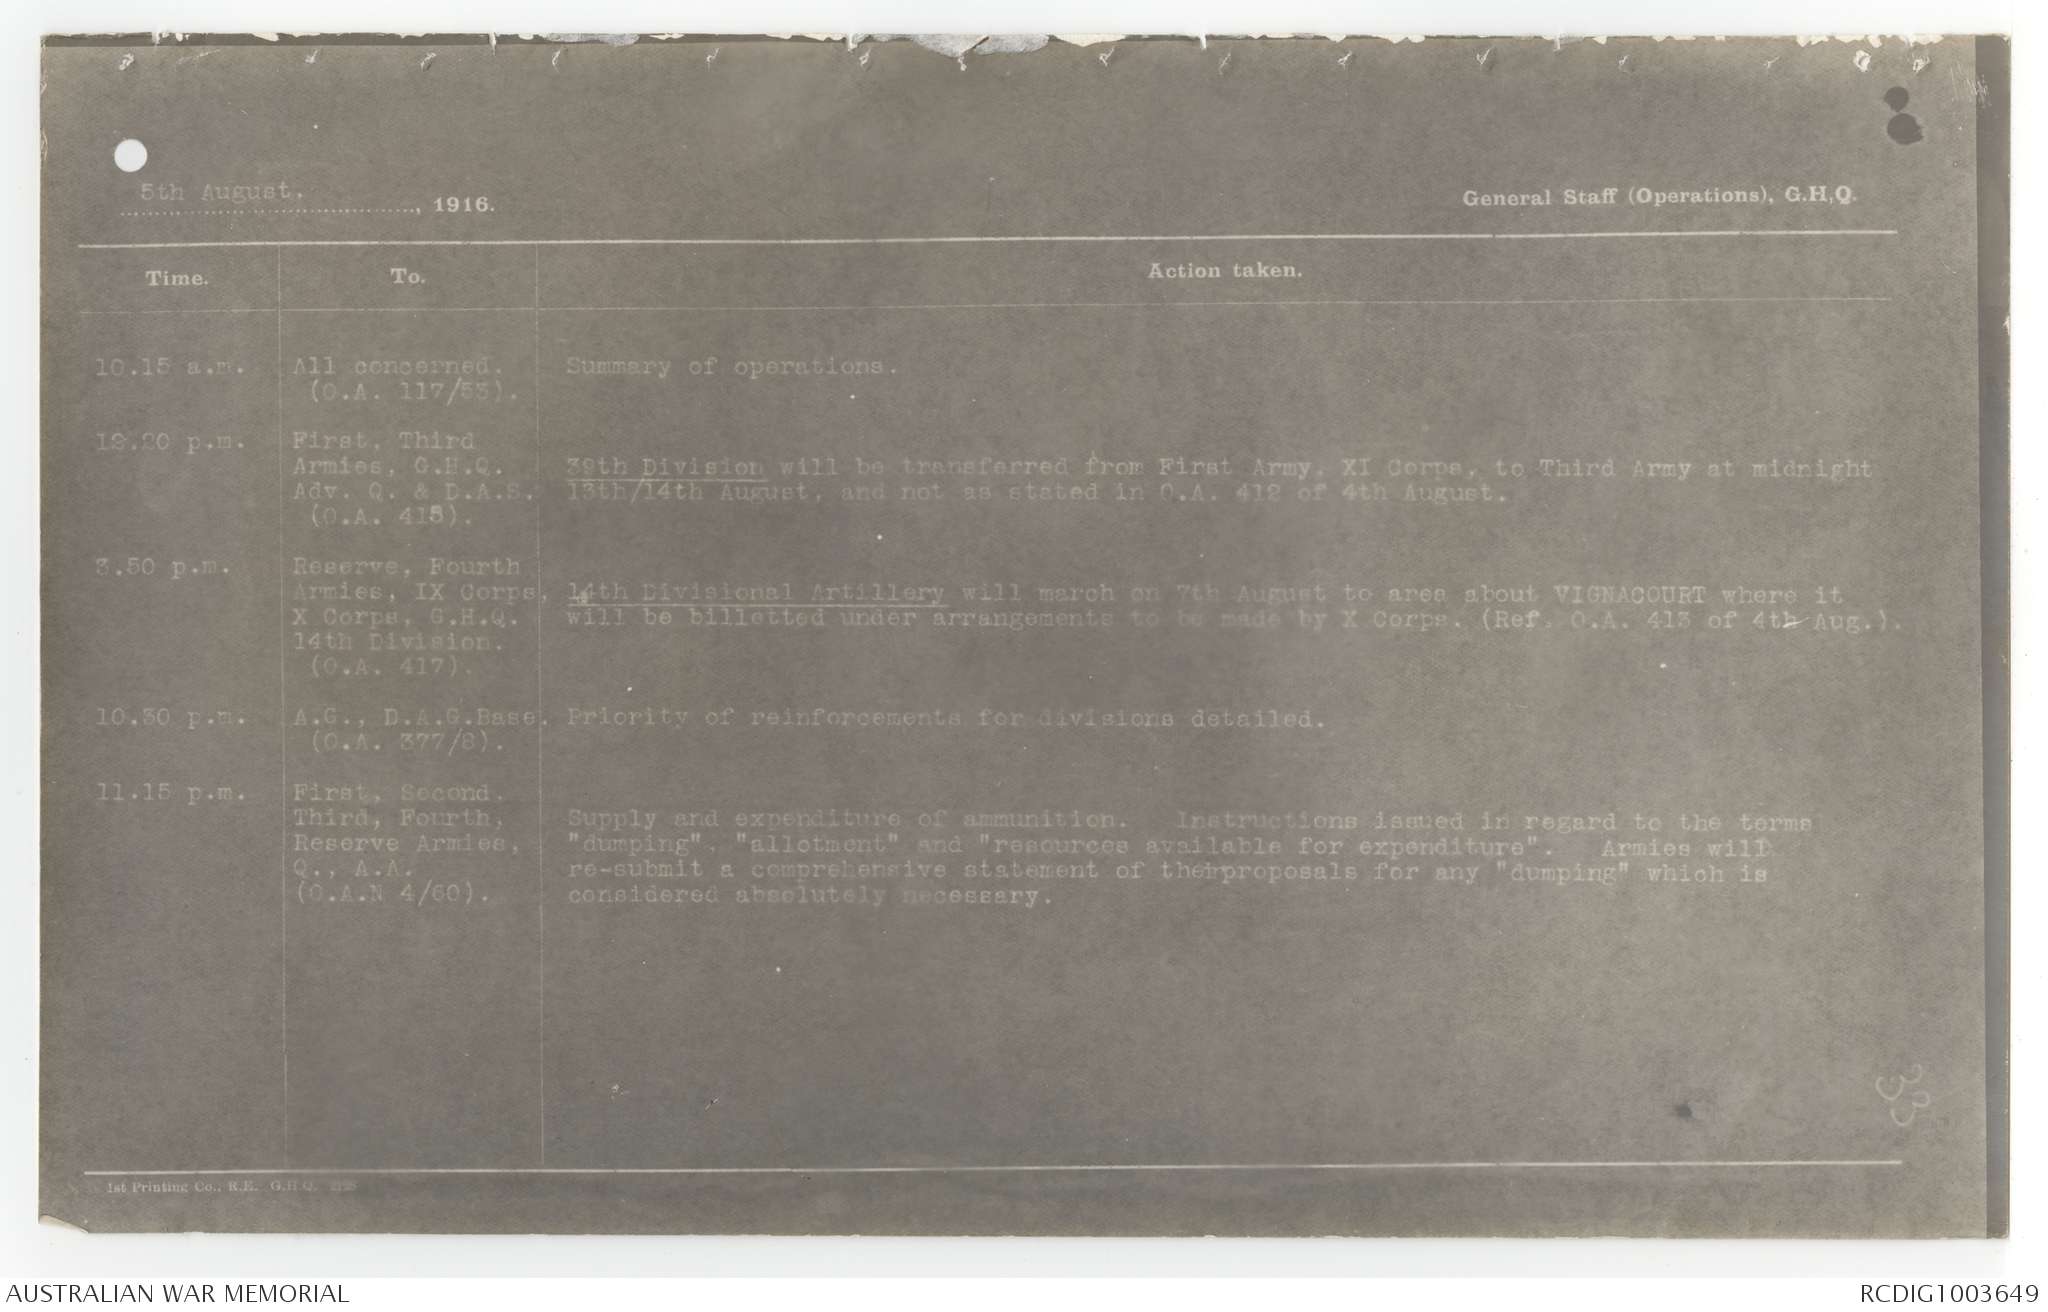 5th August. , 1916.
General Staff (Operations), G.H.Q.
Time. To. Action taken.
10.15 a.m. All concerned. Summary of operations.
(O.A. 117/53).
12.20 p.m. First, Third
Armies, G.H.Q. 39th Division will be transferred from First Army, XI Corps, to Third Army at midnight
Adv. Q. & D.A.S. 13th/14th August, and not as stated in O.A. 412 of 4th August.
(O.A. 415).
3.50 p.m. Reserve, Fourth
Armies, IX Corps, 14th Divisional Artillery will march on 7th August to area about VIGNACOURT where it
X Corps, G.H.Q. will be billetted under arrangements to be made by X Corps. (Ref. O.A. 413 of 4th Aug.).
14th Division.
(O.A. 417).
10.30 p.m. A.G., D.A.G.Base. Priority of reinforcements for divisions detailed.
(O.A. 377/8).
11.15 p.m. First, Second,
Third, Fourth, Supply and expenditure of ammunition. Instructions issued in regard to the terms
Reserve Armies, "dumping", "allotment" and "resources available for expenditure". Armies will
Q., A.A. re-submit a comprehensive statement of their proposals for any "dumping" which is
(O.A.N 4/60). considered absolutely necessary.
33
1st Printing Co., R.E. G.H.Q.
AUSTRALIAN WAR MEMORIAL
RCDIG1003649